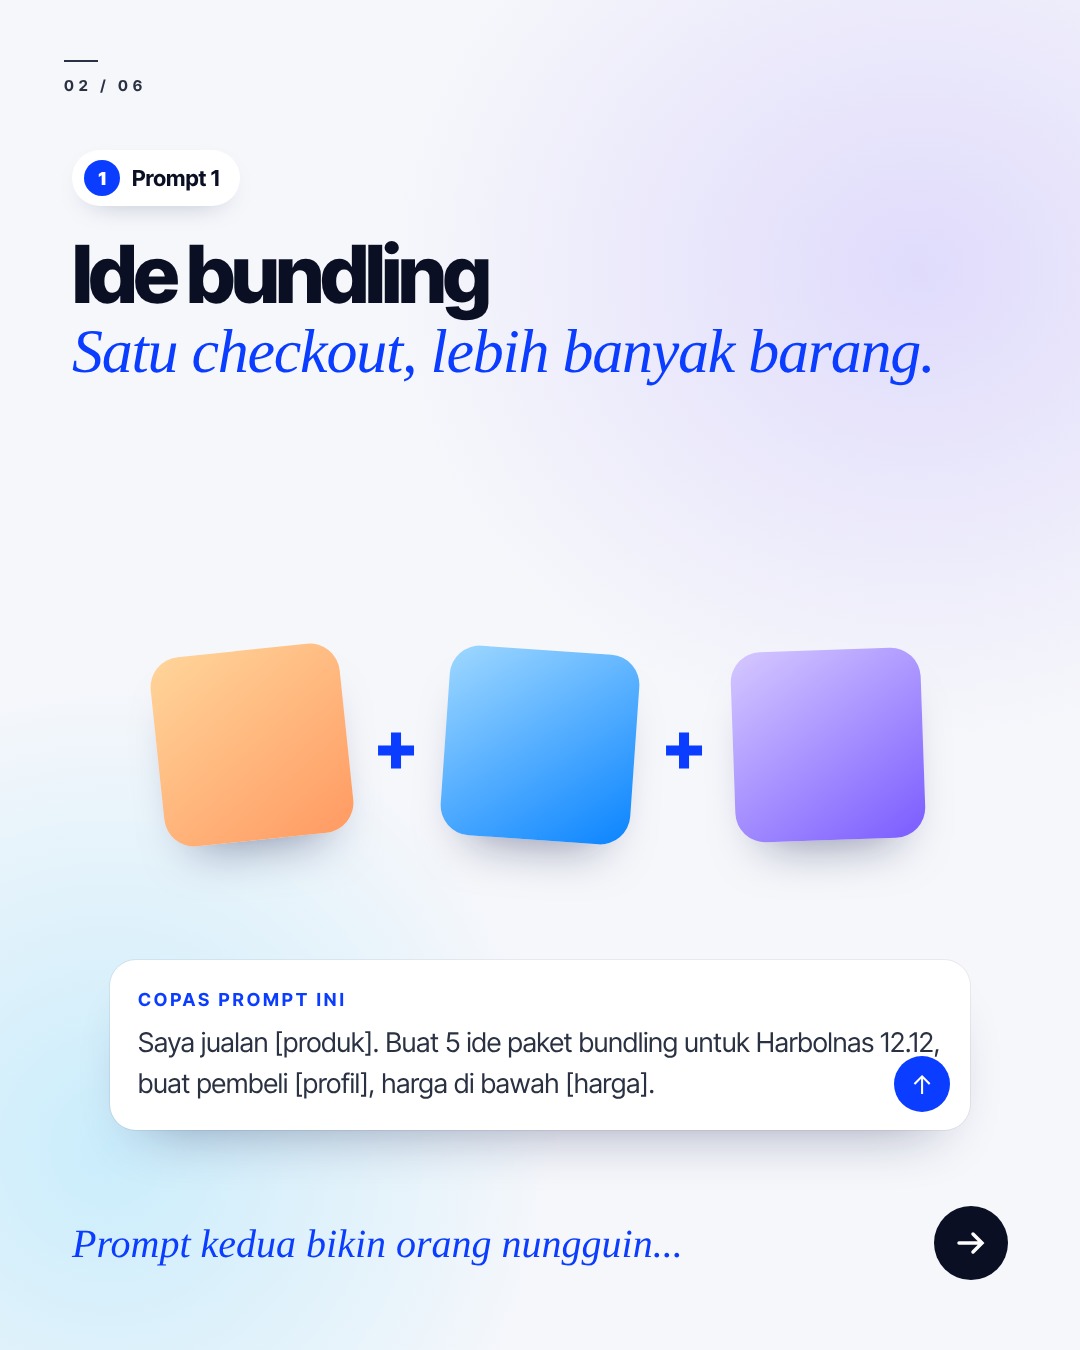 02 / 06
1 Prompt 1
Ide bundling
Satu checkout, lebih banyak barang.
COPAS PROMPT INI
Saya jualan [produk]. Buat 5 ide paket bundling untuk Harbolnas 12.12,
buat pembeli [profil], harga di bawah [harga].
Prompt kedua bikin orang nungguin...